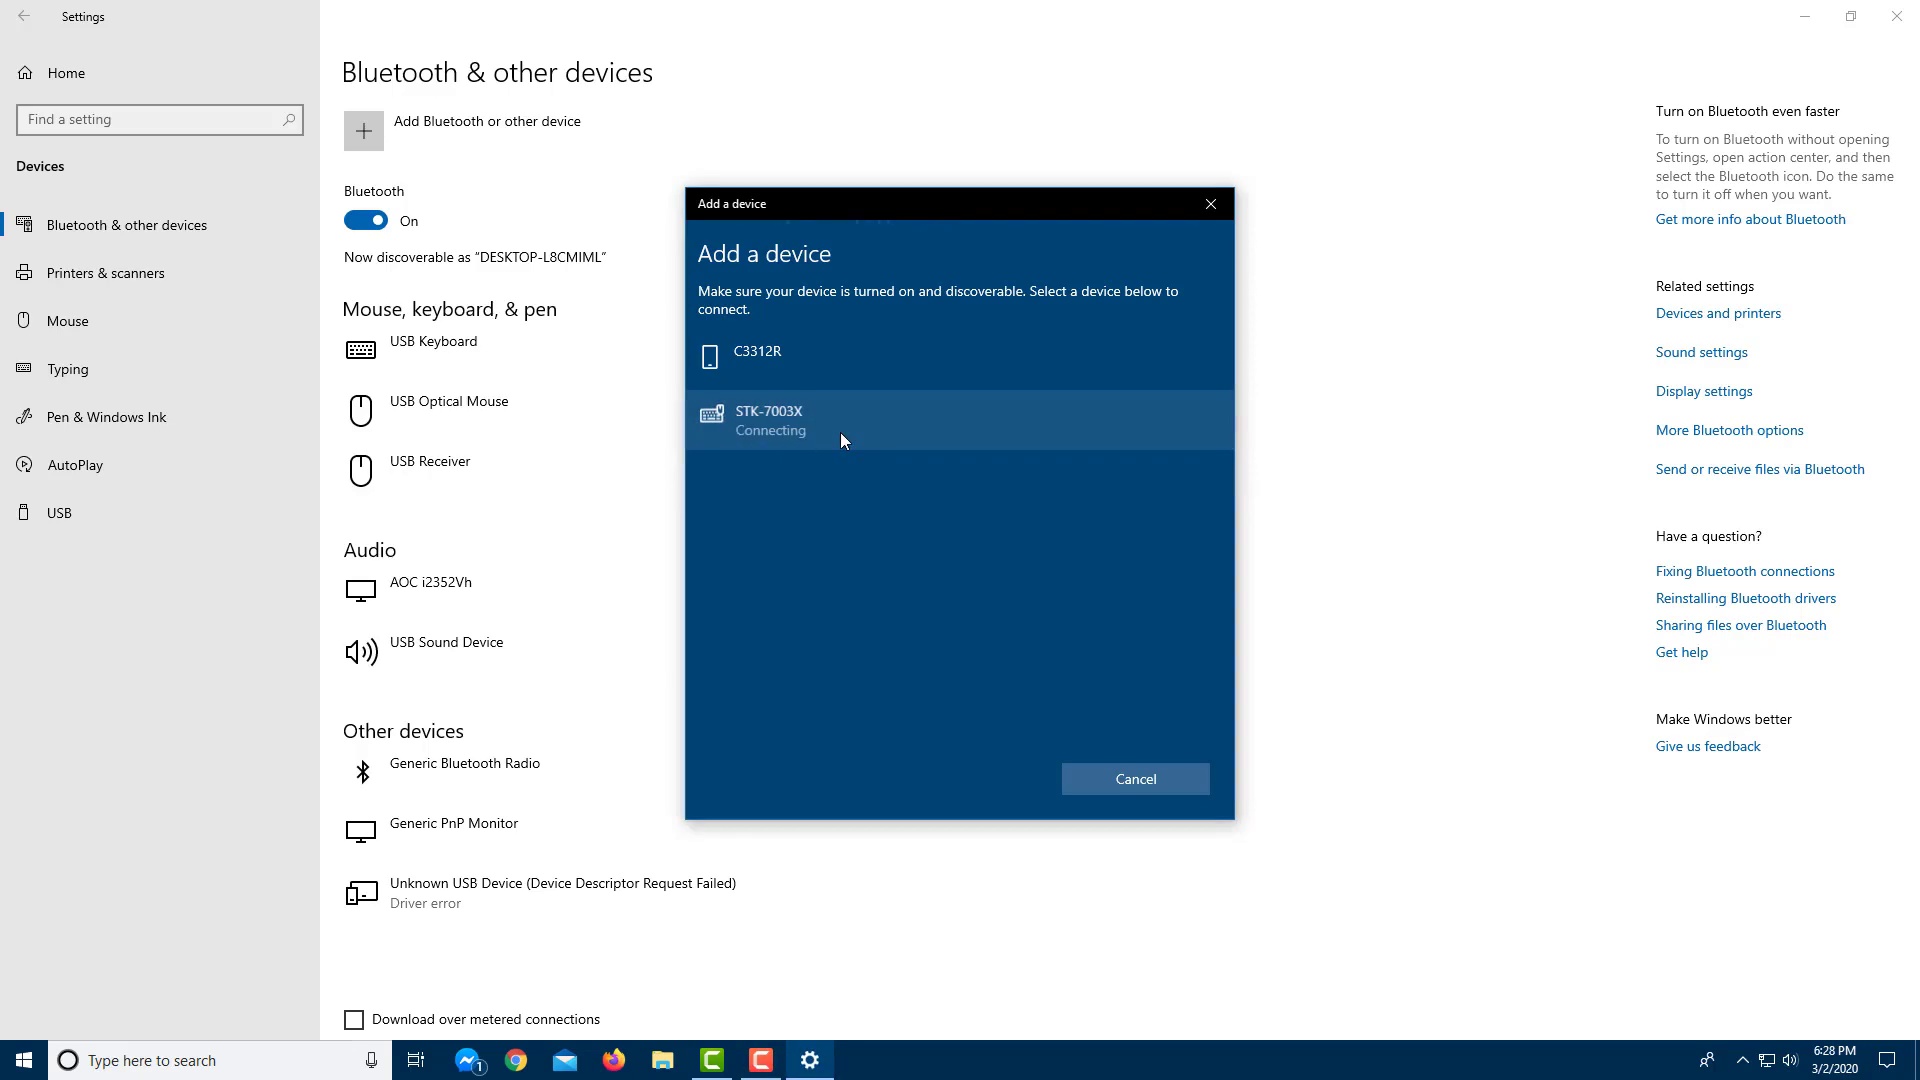 Settings
Home
Find a setting
Devices
Bluetooth & other devices
Printers & scanners
Mouse
Typing
Pen & Windows Ink
AutoPlay
USB
Bluetooth & other devices
Add Bluetooth or other device
Bluetooth
On
Now discoverable as “DESKTOP-L8CMIML”
Mouse, keyboard, & pen
USB Keyboard
USB Optical Mouse
USB Receiver
Audio
AOC i2352Vh
USB Sound Device
Other devices
Generic Bluetooth Radio
Generic PnP Monitor
Unknown USB Device (Device Descriptor Request Failed)
Driver error
Download over metered connections
Add a device
Add a device
Make sure your device is turned on and discoverable. Select a device below to
connect.
C3312R
STK-7003X
Connecting
Cancel
Turn on Bluetooth even faster
To turn on Bluetooth without opening
Settings, open action center, and then
select the Bluetooth icon. Do the same
to turn it off when you want.
Get more info about Bluetooth
Related settings
Devices and printers
Sound settings
Display settings
More Bluetooth options
Send or receive files via Bluetooth
Have a question?
Fixing Bluetooth connections
Reinstalling Bluetooth drivers
Sharing files over Bluetooth
Get help
Make Windows better
Give us feedback
Type here to search
1
6:28 PM
3/2/2020